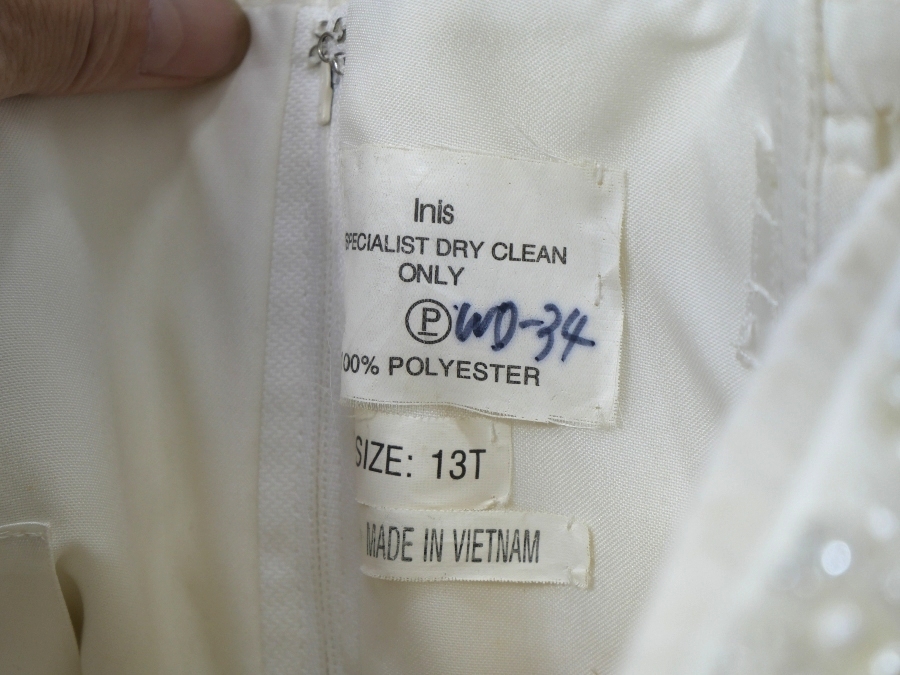 Inis
SPECIALIST DRY CLEAN
ONLY
P WD-34
00% POLYESTER
SIZE: 13T
MADE IN VIETNAM